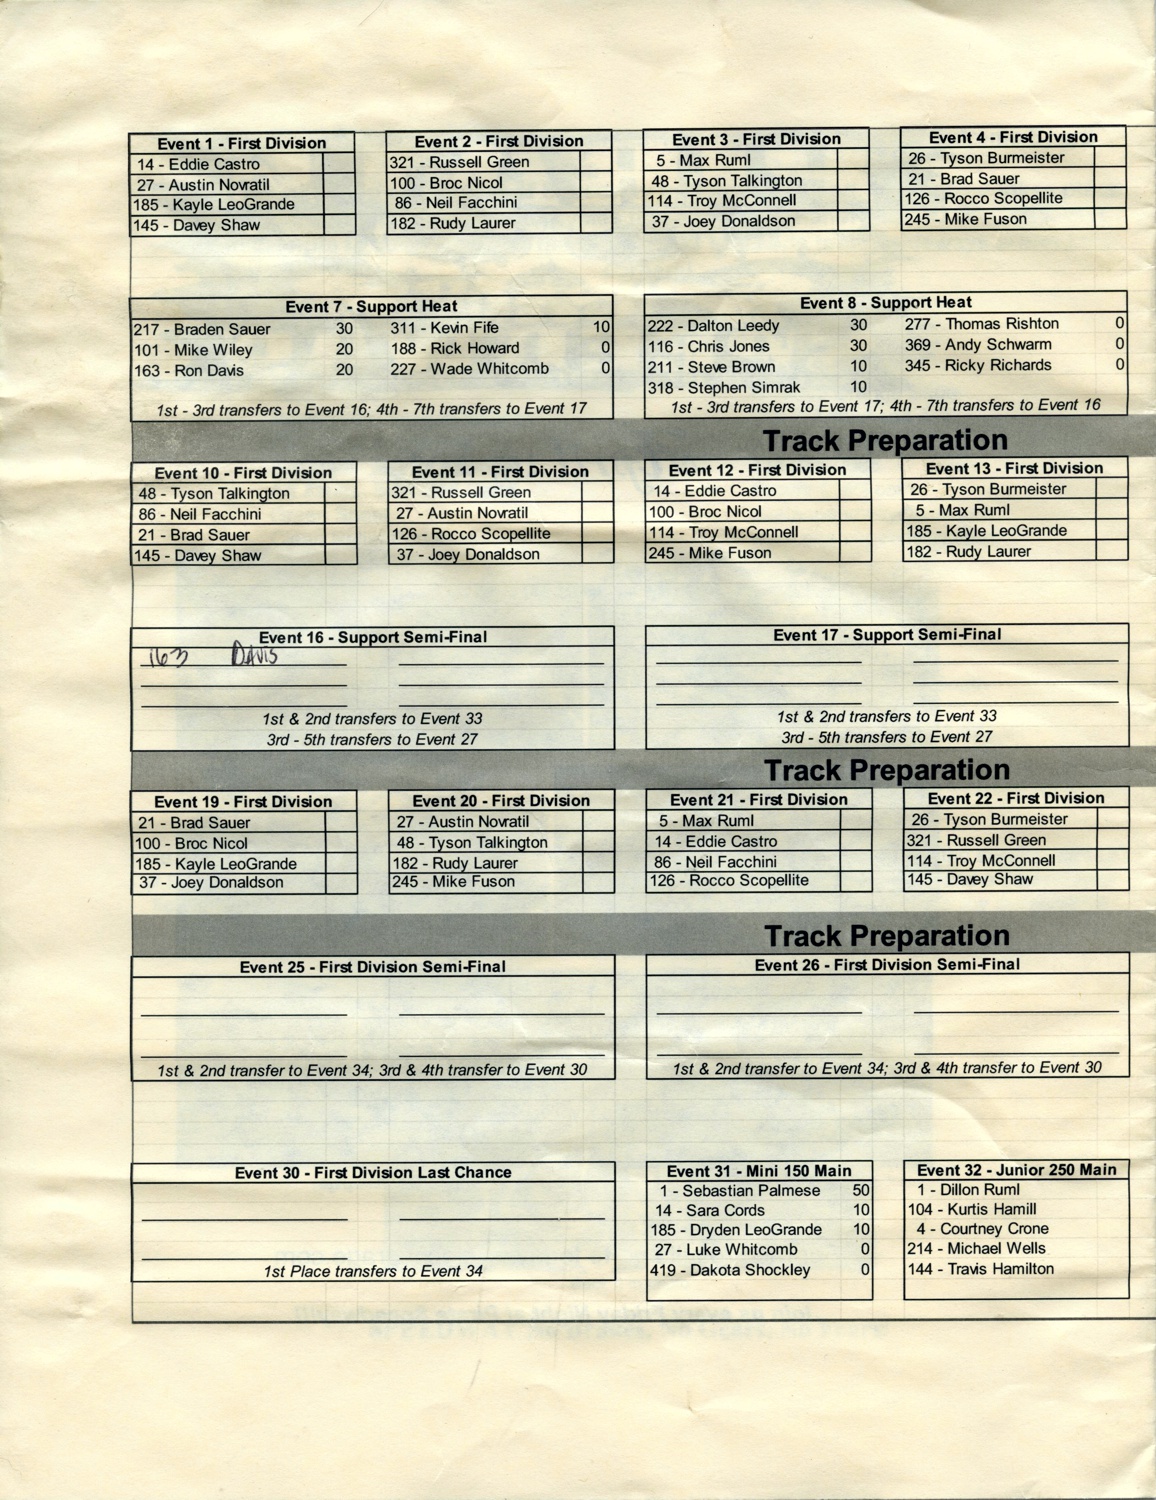 Event 1 - First Division
14 - Eddie Castro
27 - Austin Novratil
185 - Kayle LeoGrande
145 - Davey Shaw
Event 2 - First Division
321 - Russell Green
100 - Broc Nicol
86 - Neil Facchini
182 - Rudy Laurer
Event 3 - First Division
5 - Max Ruml
48 - Tyson Talkington
114 - Troy McConnell
37 - Joey Donaldson
Event 4 - First Division
26 - Tyson Burmeister
21 - Brad Sauer
126 - Rocco Scopellite
245 - Mike Fuson
Event 7 - Support Heat
217 - Braden Sauer 30 311 - Kevin Fife 10
101 - Mike Wiley 20 188 - Rick Howard 0
163 - Ron Davis 20 227 - Wade Whitcomb 0
1st - 3rd transfers to Event 16; 4th - 7th transfers to Event 17
Event 8 - Support Heat
222 - Dalton Leedy 30 277 - Thomas Rishton 0
116 - Chris Jones 30 369 - Andy Schwarm 0
211 - Steve Brown 10 345 - Ricky Richards 0
318 - Stephen Simrak 10
1st - 3rd transfers to Event 17; 4th - 7th transfers to Event 16
Track Preparation
Event 10 - First Division
48 - Tyson Talkington
86 - Neil Facchini
21 - Brad Sauer
145 - Davey Shaw
Event 11 - First Division
321 - Russell Green
27 - Austin Novratil
126 - Rocco Scopellite
37 - Joey Donaldson
Event 12 - First Division
14 - Eddie Castro
100 - Broc Nicol
114 - Troy McConnell
245 - Mike Fuson
Event 13 - First Division
26 - Tyson Burmeister
5 - Max Ruml
185 - Kayle LeoGrande
182 - Rudy Laurer
Event 16 - Support Semi-Final
163 DAVIS
1st & 2nd transfers to Event 33
3rd - 5th transfers to Event 27
Event 17 - Support Semi-Final
1st & 2nd transfers to Event 33
3rd - 5th transfers to Event 27
Track Preparation
Event 19 - First Division
21 - Brad Sauer
100 - Broc Nicol
185 - Kayle LeoGrande
37 - Joey Donaldson
Event 20 - First Division
27 - Austin Novratil
48 - Tyson Talkington
182 - Rudy Laurer
245 - Mike Fuson
Event 21 - First Division
5 - Max Ruml
14 - Eddie Castro
86 - Neil Facchini
126 - Rocco Scopellite
Event 22 - First Division
26 - Tyson Burmeister
321 - Russell Green
114 - Troy McConnell
145 - Davey Shaw
Track Preparation
Event 25 - First Division Semi-Final
1st & 2nd transfer to Event 34; 3rd & 4th transfer to Event 30
Event 26 - First Division Semi-Final
1st & 2nd transfer to Event 34; 3rd & 4th transfer to Event 30
Event 30 - First Division Last Chance
1st Place transfers to Event 34
Event 31 - Mini 150 Main
1 - Sebastian Palmese 50
14 - Sara Cords 10
185 - Dryden LeoGrande 10
27 - Luke Whitcomb 0
419 - Dakota Shockley 0
Event 32 - Junior 250 Main
1 - Dillon Ruml
104 - Kurtis Hamill
4 - Courtney Crone
214 - Michael Wells
144 - Travis Hamilton